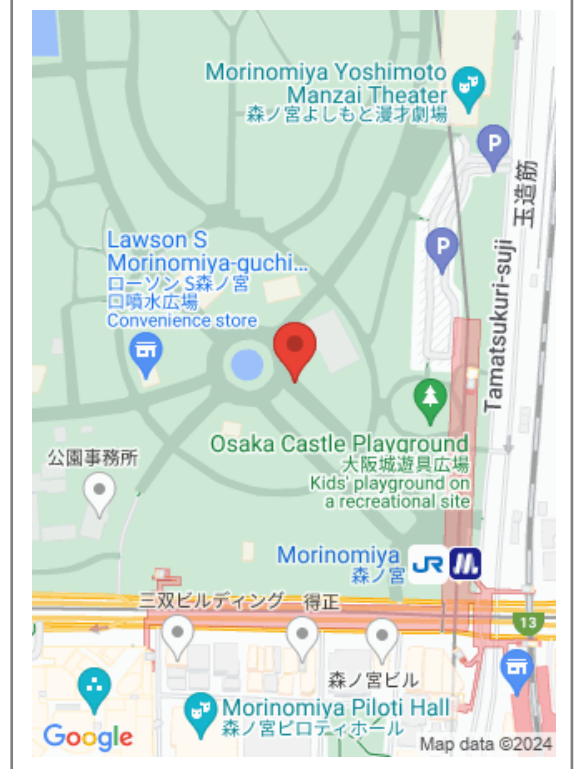 Morinomiya Yoshimoto
Manzai Theater
森ノ宮よしもと漫才劇場
P
玉造筋
Tamatsukuri-suji
P
Lawson S
Morinomiya-guchi...
ローソン S森ノ宮
口噴水広場
Convenience store
Osaka Castle Playground
大阪城遊具広場
Kids' playground on
a recreational site
公園事務所
Morinomiya
森ノ宮
JR
三双ビルディング
得正
13
森ノ宮ビル
Morinomiya Piloti Hall
森ノ宮ピロティホール
Google
Map data ©2024